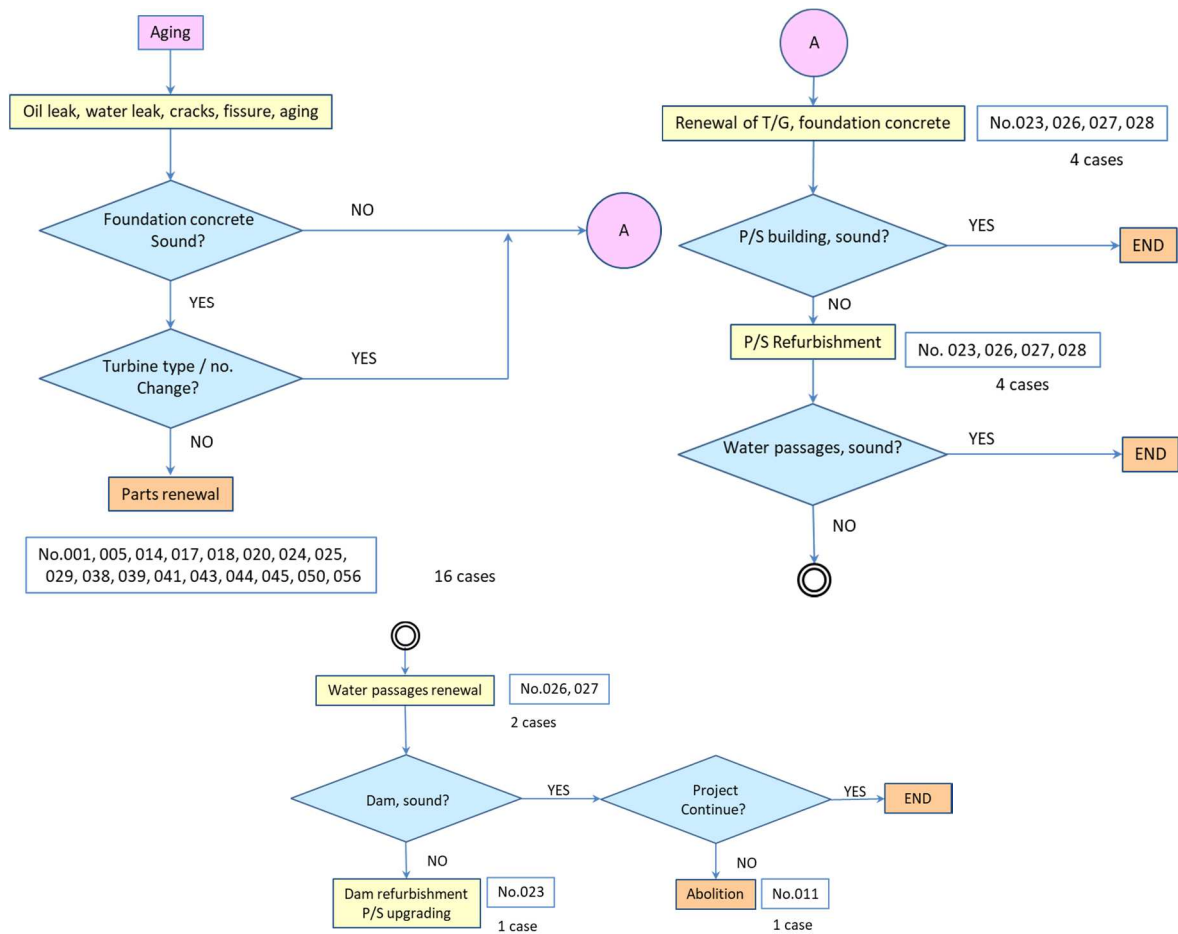 Aging
Oil leak, water leak, cracks, fissure, aging
Foundation concrete
Sound?
NO
A
YES
Turbine type / no.
Change?
YES
NO
Parts renewal
No.001, 005, 014, 017, 018, 020, 024, 025,
029, 038, 039, 041, 043, 044, 045, 050, 056
16 cases
A
Renewal of T/G, foundation concrete
No.023, 026, 027, 028
4 cases
P/S building, sound?
YES
END
NO
P/S Refurbishment
No. 023, 026, 027, 028
4 cases
Water passages, sound?
YES
END
NO
Water passages renewal
No.026, 027
2 cases
Dam, sound?
YES
Project
Continue?
YES
END
NO
NO
Dam refurbishment
P/S upgrading
No.023
1 case
Abolition
No.011
1 case